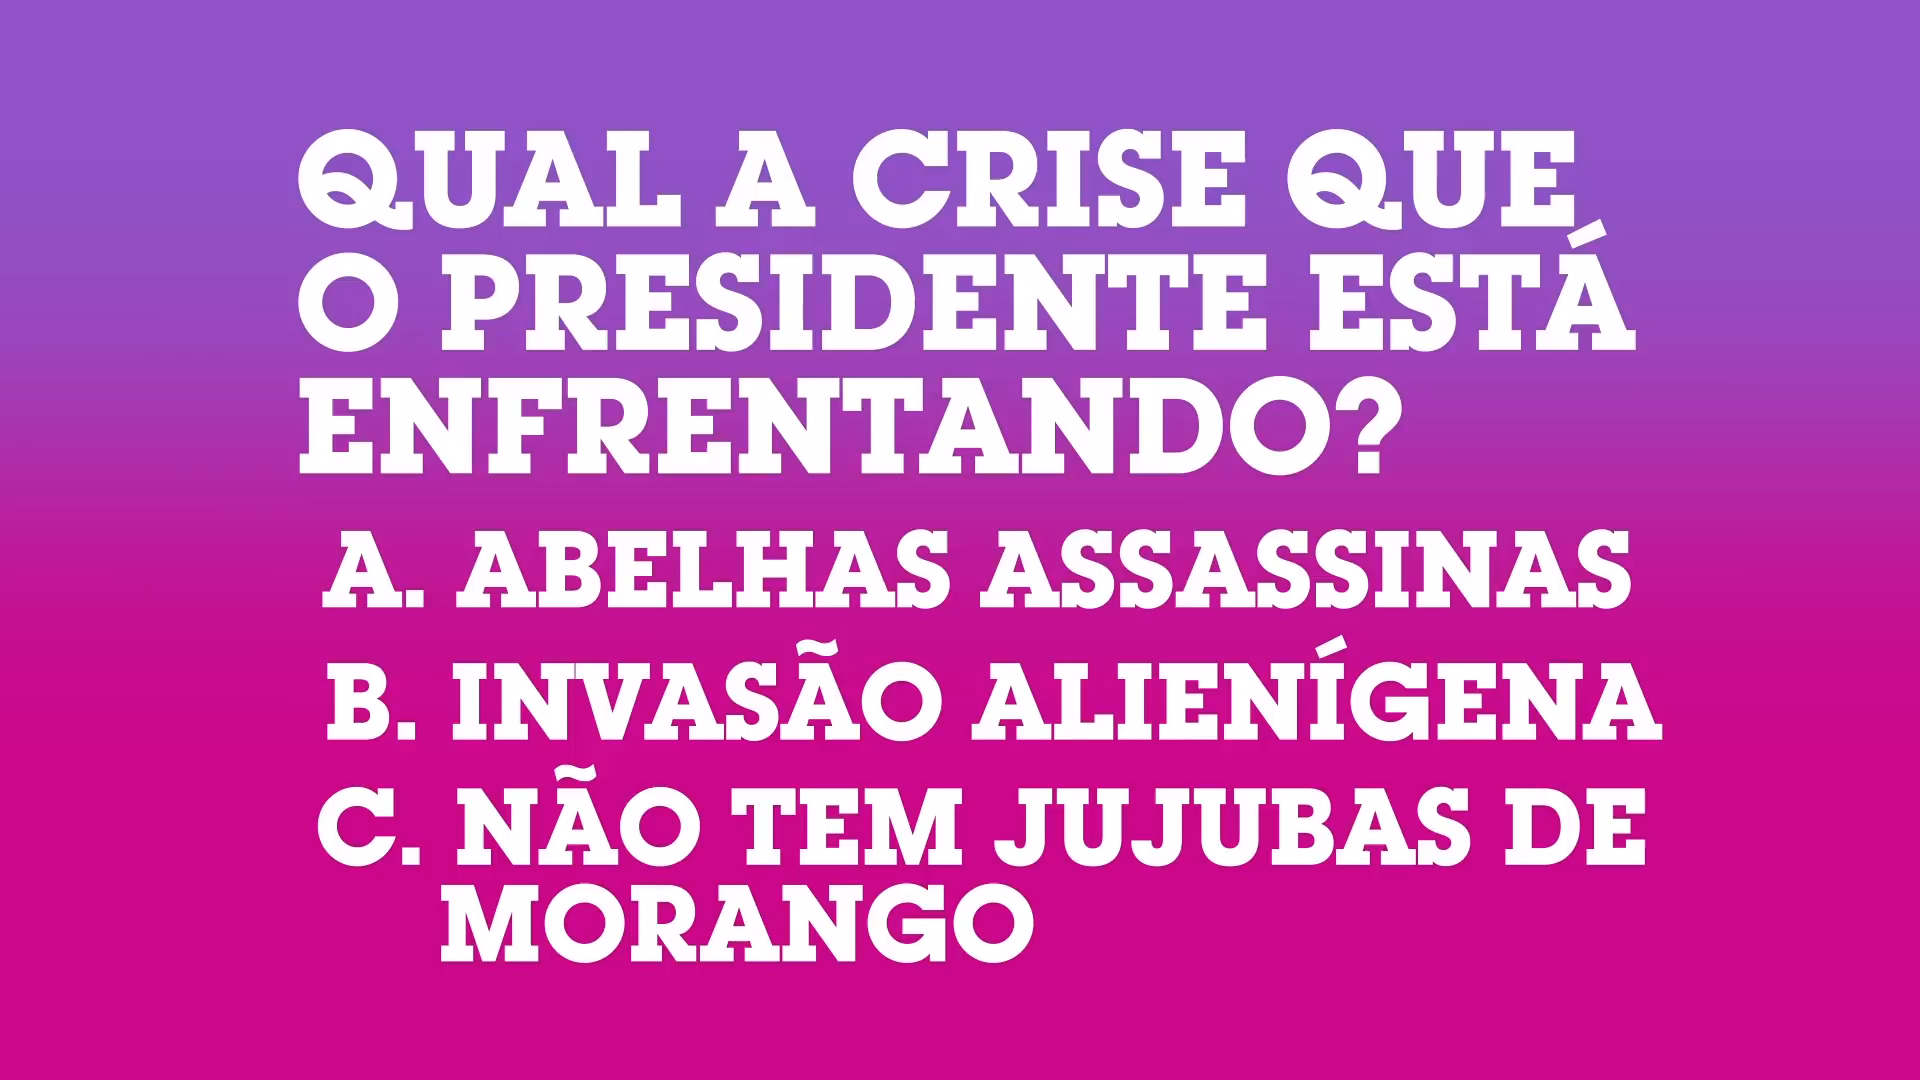 QUAL A CRISE QUE
O PRESIDENTE ESTÁ
ENFRENTANDO?
A. ABELHAS ASSASSINAS
B. INVASÃO ALIENÍGENA
C. NÃO TEM JUJUBAS DE
MORANGO